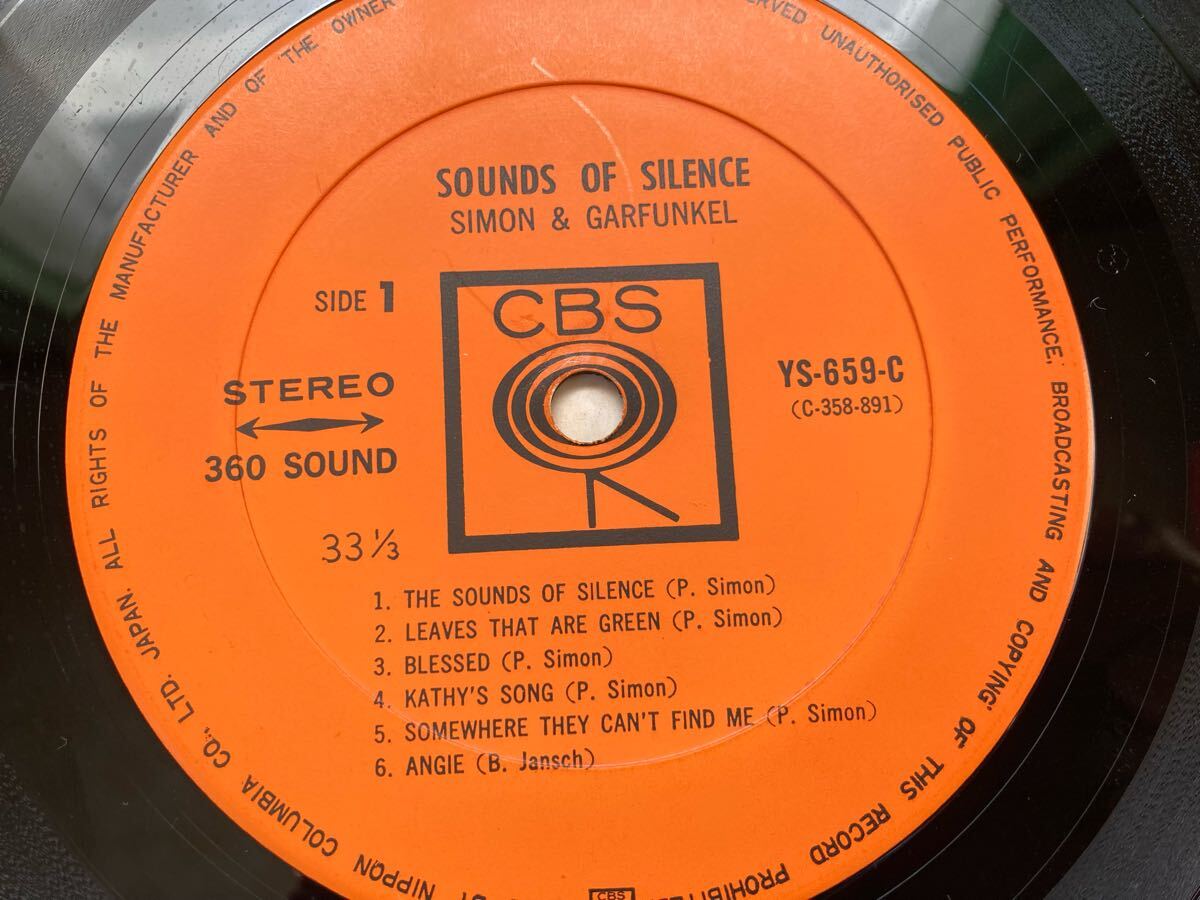 SOUNDS OF SILENCE
SIMON & GARFUNKEL
SIDE 1
CBS
STEREO
360 SOUND
YS-659-C
(C-358-891)
33 ⅓
1. THE SOUNDS OF SILENCE (P. Simon)
2. LEAVES THAT ARE GREEN (P. Simon)
3. BLESSED (P. Simon)
4. KATHY'S SONG (P. Simon)
5. SOMEWHERE THEY CAN'T FIND ME (P. Simon)
6. ANGIE (B. Jansch)
NIPPON COLUMBIA CO., LTD. JAPAN. ALL RIGHTS OF THE MANUFACTURER AND OF THE OWNER
UNAUTHORISED PUBLIC PERFORMANCE, BROADCASTING AND COPYING OF THIS RECORD
CBS